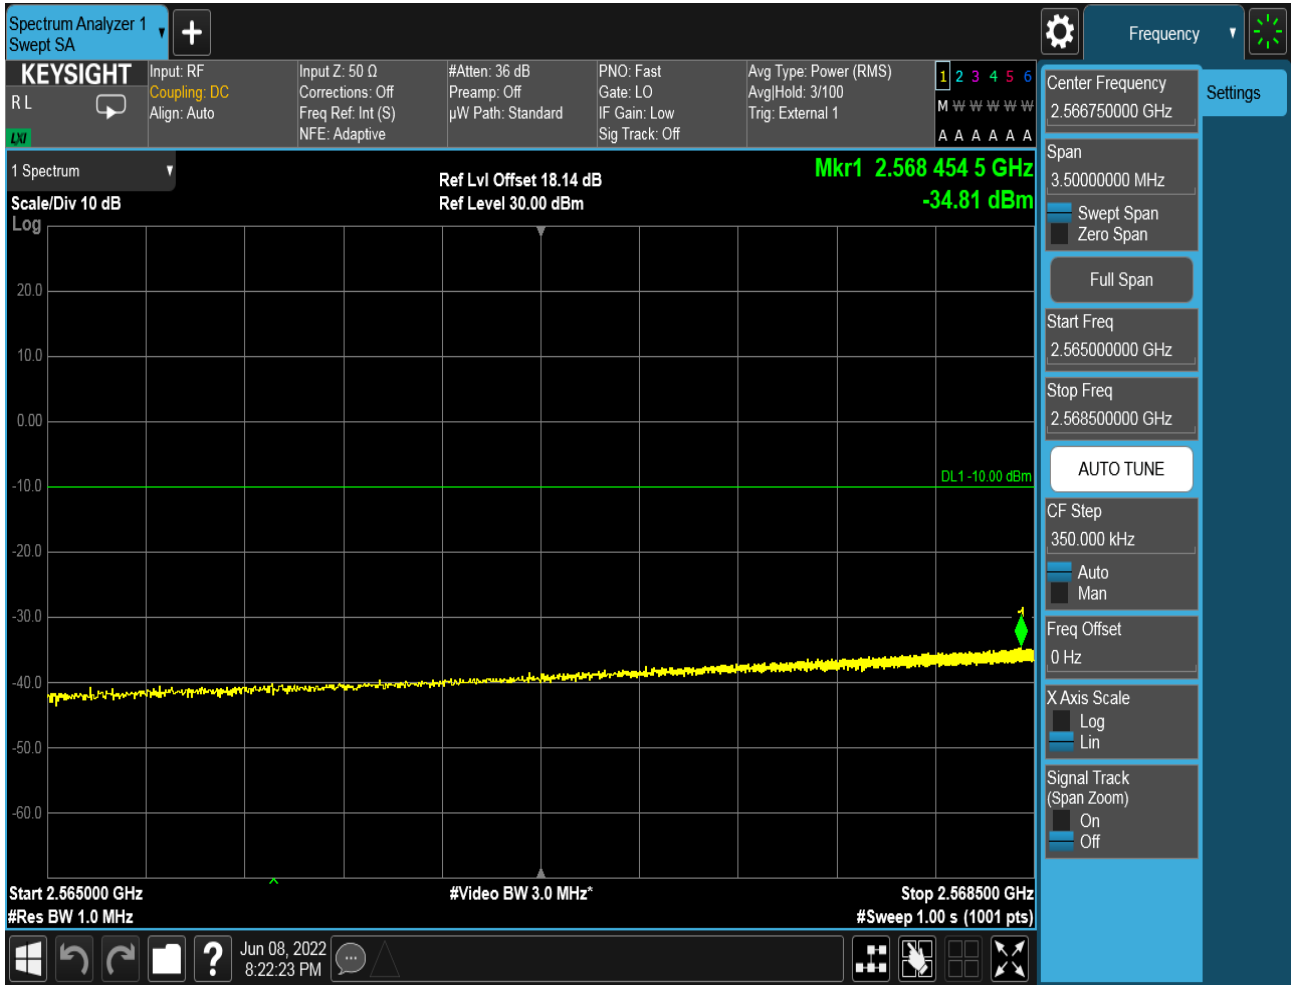 Spectrum Analyzer 1
Swept SA
Frequency
KEYSIGHT
R L
LXI
Input: RF
Coupling: DC
Align: Auto
Input Z: 50 Ω
Corrections: Off
Freq Ref: Int (S)
NFE: Adaptive
#Atten: 36 dB
Preamp: Off
µW Path: Standard
PNO: Fast
Gate: LO
IF Gain: Low
Sig Track: Off
Avg Type: Power (RMS)
Avg|Hold: 3/100
Trig: External 1
1 2 3 4 5 6
M W W W W W
A A A A A A
1 Spectrum
Scale/Div 10 dB
Log
Ref Lvl Offset 18.14 dB
Ref Level 30.00 dBm
Mkr1 2.568 454 5 GHz
-34.81 dBm
20.0
10.0
0.00
-10.0
-20.0
-30.0
-40.0
-50.0
-60.0
DL1 -10.00 dBm
1
Start 2.565000 GHz
#Res BW 1.0 MHz
#Video BW 3.0 MHz*
Stop 2.568500 GHz
#Sweep 1.00 s (1001 pts)
Center Frequency
2.566750000 GHz
Settings
Span
3.50000000 MHz
Swept Span
Zero Span
Full Span
Start Freq
2.565000000 GHz
Stop Freq
2.568500000 GHz
AUTO TUNE
CF Step
350.000 kHz
Auto
Man
Freq Offset
0 Hz
X Axis Scale
Log
Lin
Signal Track
(Span Zoom)
On
Off
?
Jun 08, 2022
8:22:23 PM